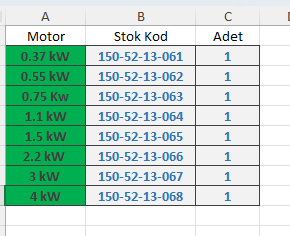 A B C
Motor Stok Kod Adet
0.37 kW 150-52-13-061 1
0.55 kW 150-52-13-062 1
0.75 Kw 150-52-13-063 1
1.1 kW 150-52-13-064 1
1.5 kW 150-52-13-065 1
2.2 kW 150-52-13-066 1
3 kW 150-52-13-067 1
4 kW 150-52-13-068 1